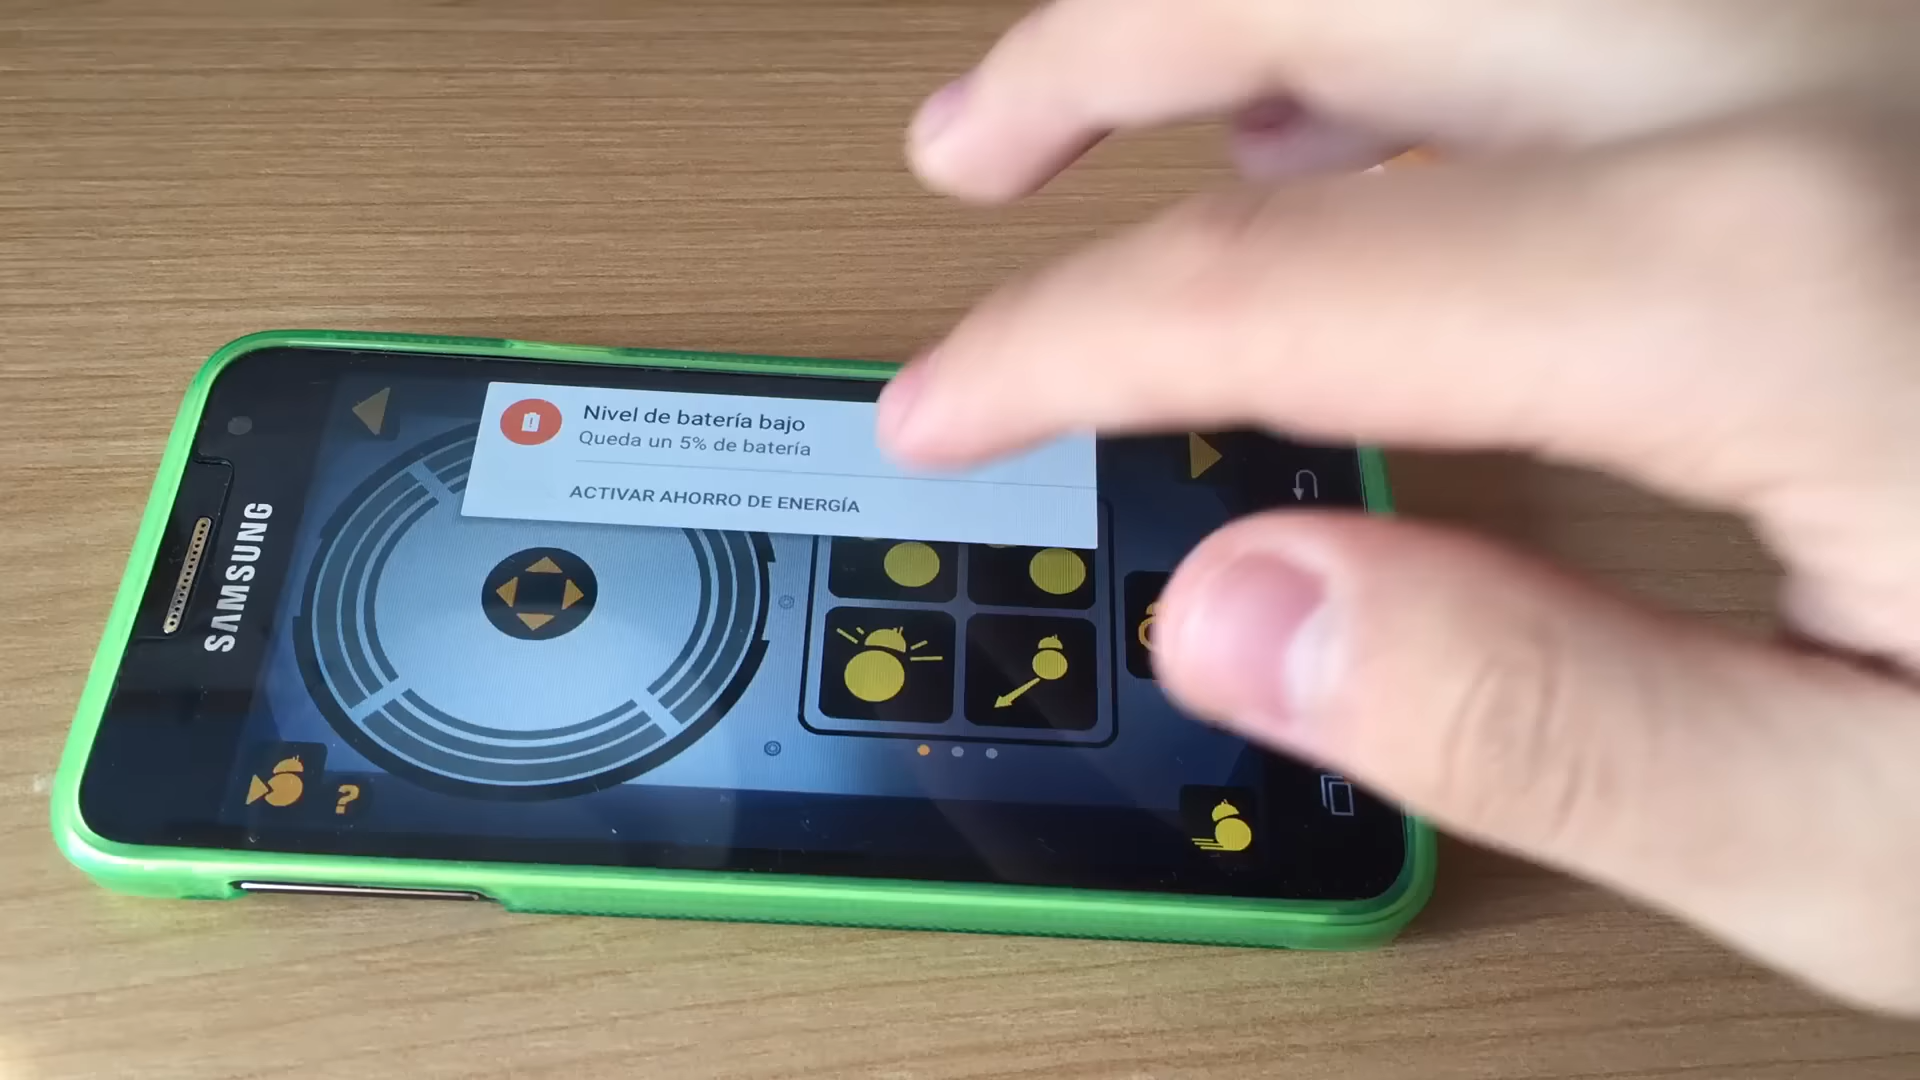 Nivel de batería bajo
Queda un 5% de batería
ACTIVAR AHORRO DE ENERGÍA
SAMSUNG
?